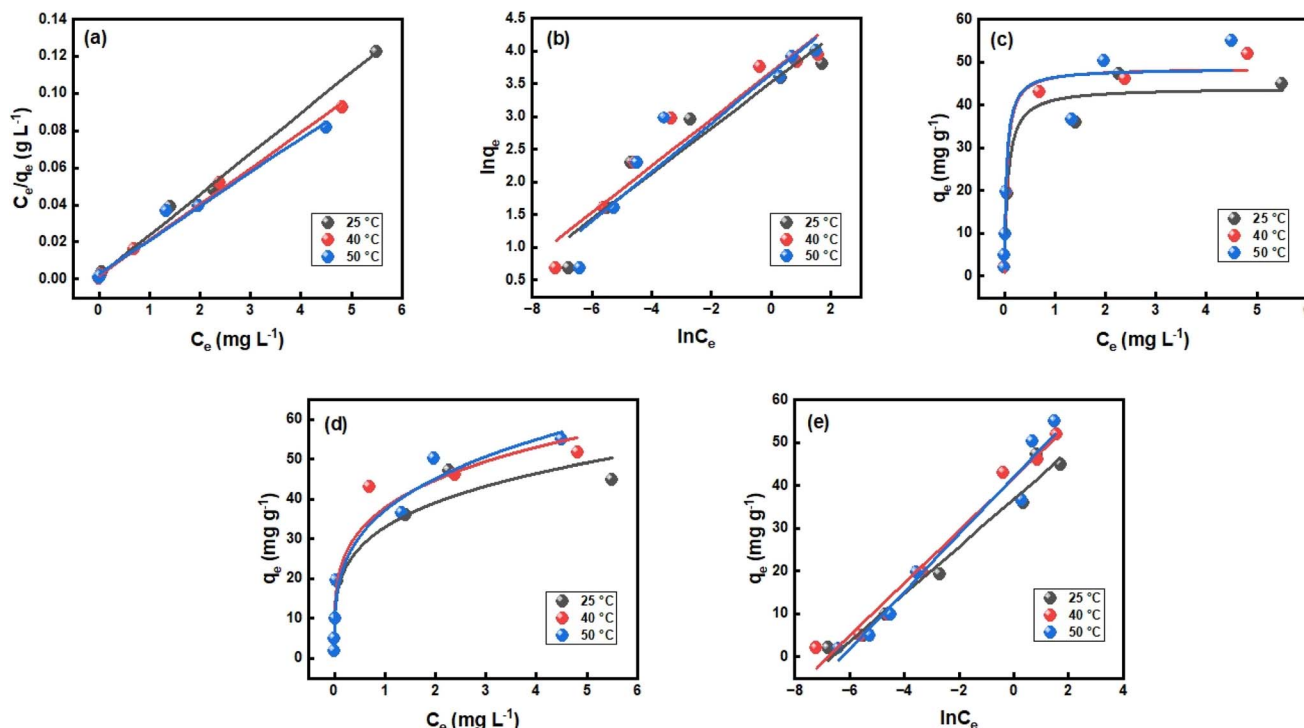 (a)
C_e/q_e (g L⁻¹)
0.14
0.12
0.10
0.08
0.06
0.04
0.02
0.00
25 °C
40 °C
50 °C
0 1 2 3 4 5 6
C_e (mg L⁻¹)
(b)
lnq_e
4.5
4.0
3.5
3.0
2.5
2.0
1.5
1.0
0.5
25 °C
40 °C
50 °C
−8 −6 −4 −2 0 2
lnC_e
(c)
q_e (mg g⁻¹)
60
50
40
30
20
10
0
25 °C
40 °C
50 °C
0 1 2 3 4 5 6
C_e (mg L⁻¹)
(d)
q_e (mg g⁻¹)
60
50
40
30
20
10
0
25 °C
40 °C
50 °C
0 1 2 3 4 5 6
C_e (mg L⁻¹)
(e)
q_e (mg g⁻¹)
60
50
40
30
20
10
0
25 °C
40 °C
50 °C
−8 −6 −4 −2 0 2 4
lnC_e